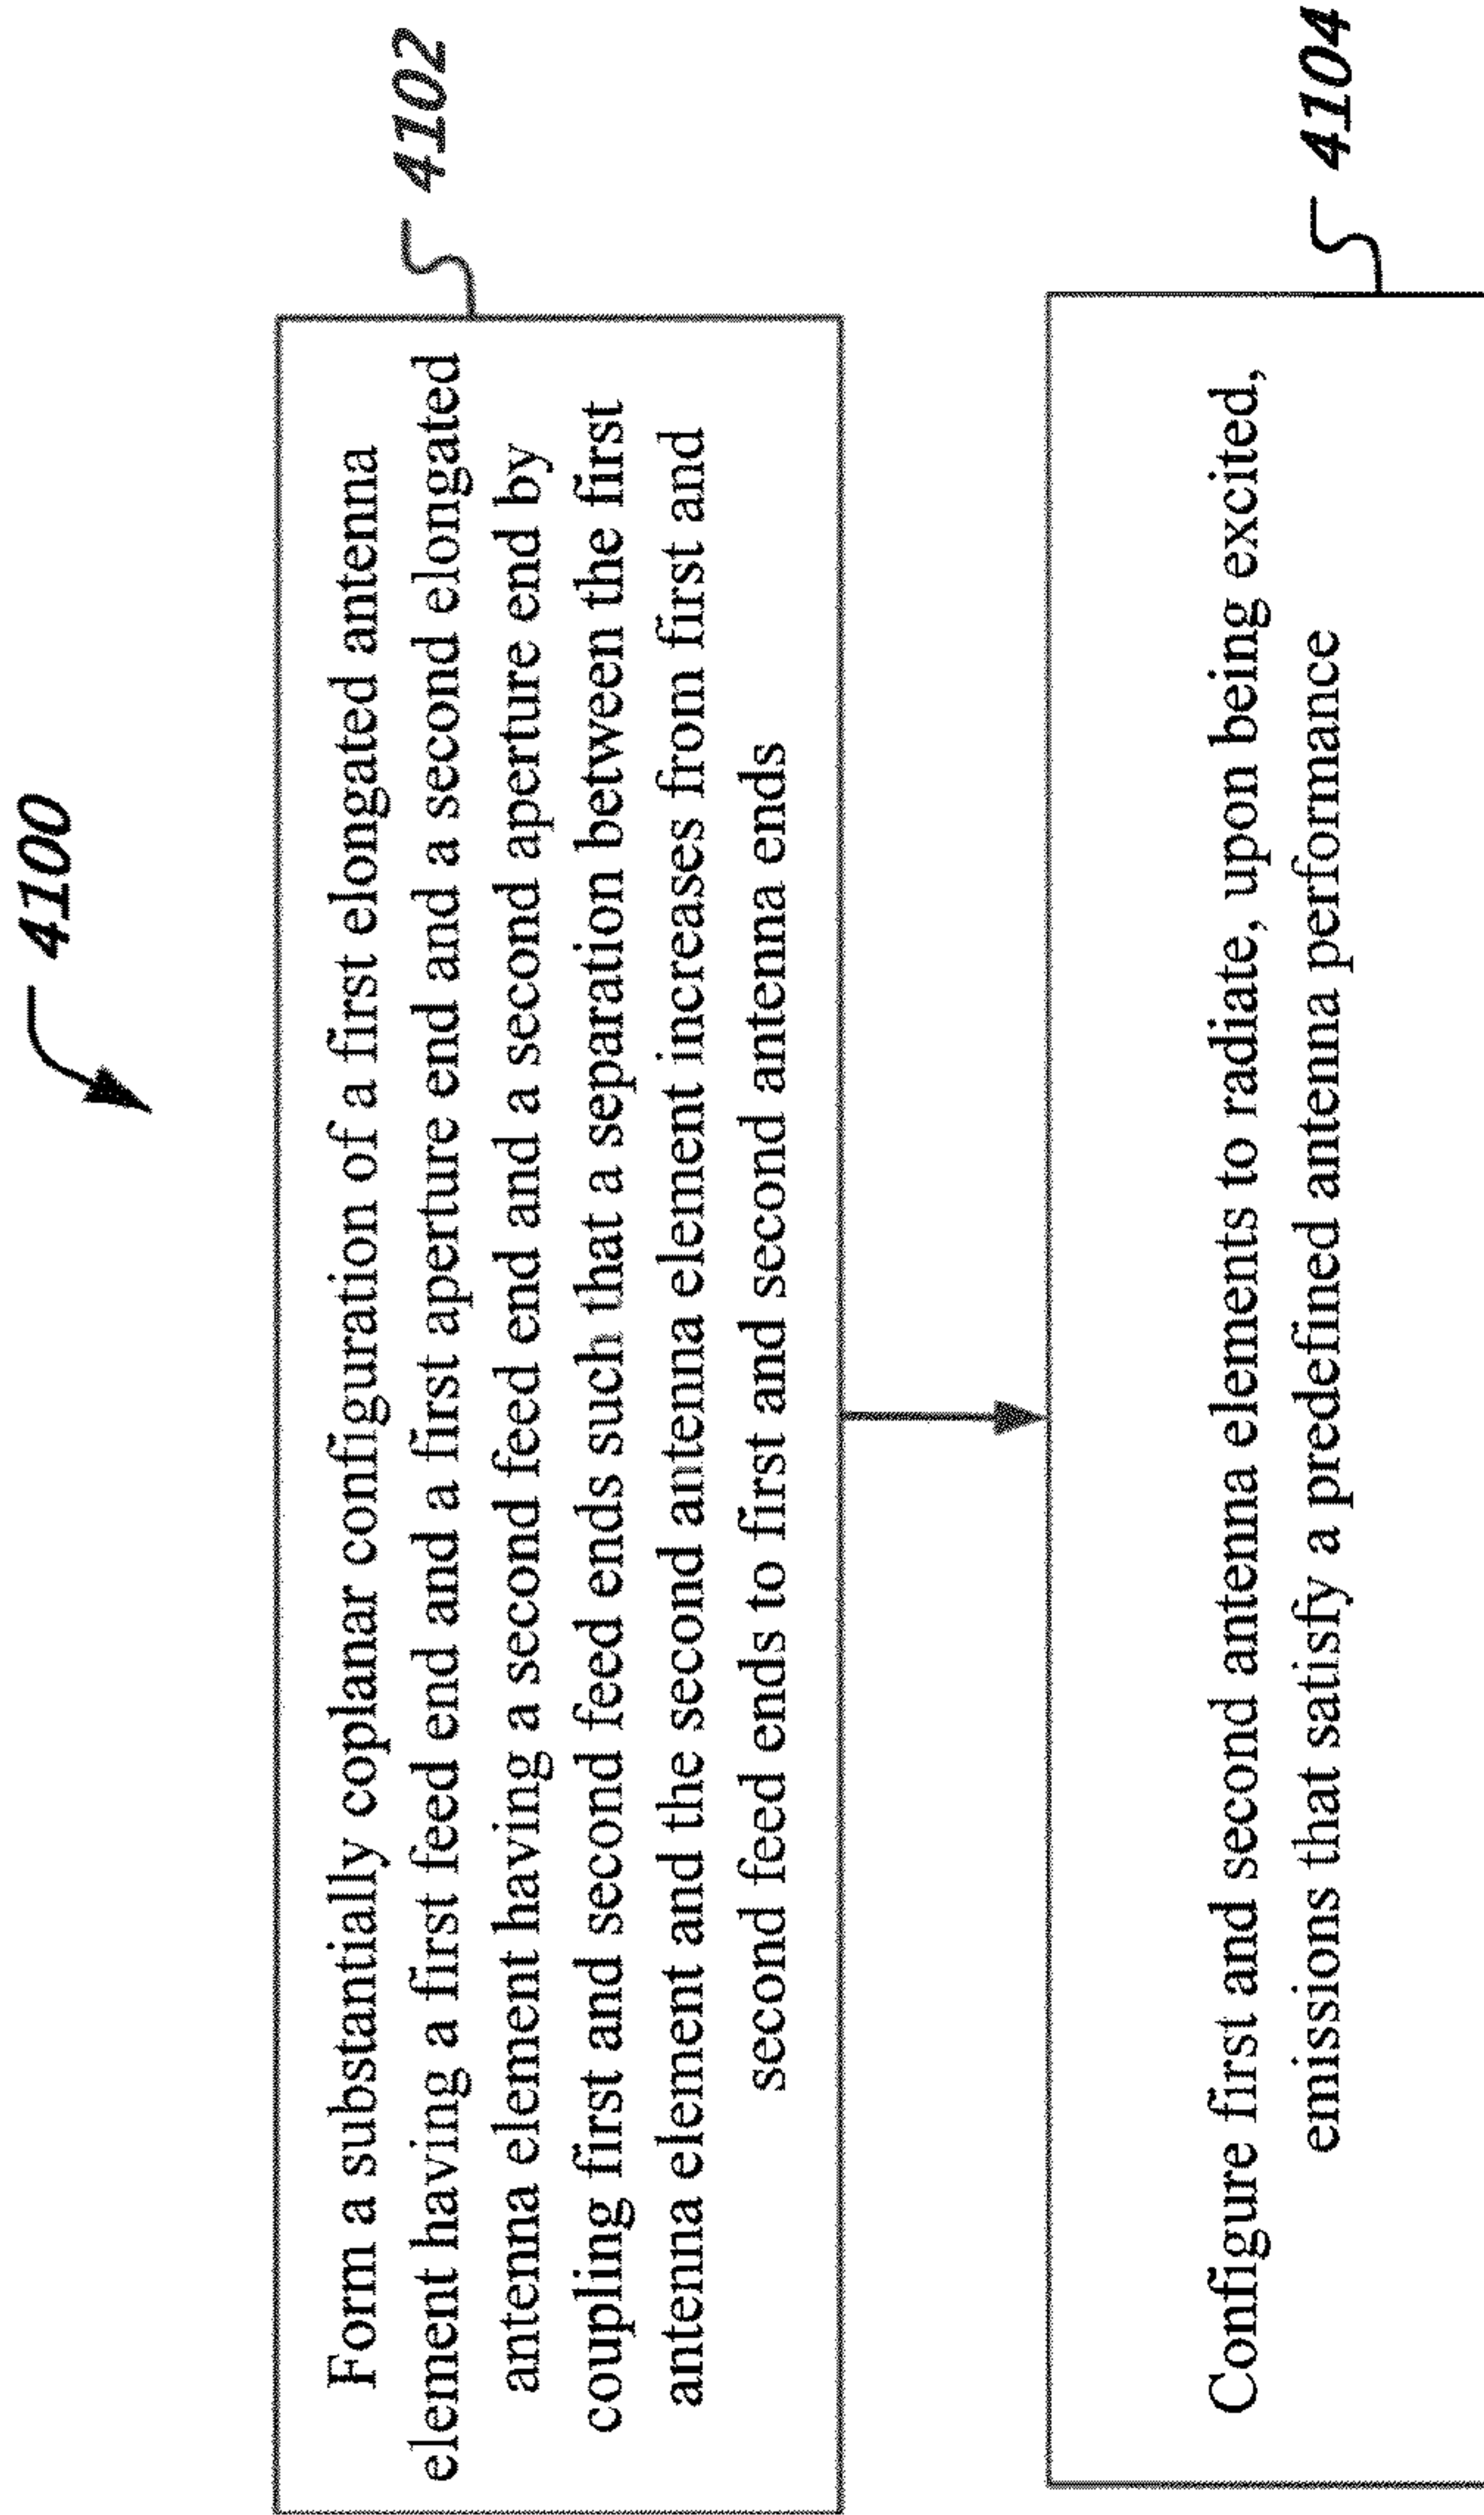 4100
4102
Form a substantially coplanar configuration of a first elongated antenna
element having a first feed end and a first aperture end and a second elongated
antenna element having a second feed end and a second aperture end by
coupling first and second feed ends such that a separation between the first
antenna element and the second antenna element increases from first and
second feed ends to first and second antenna ends
4104
Configure first and second antenna elements to radiate, upon being excited,
emissions that satisfy a predefined antenna performance